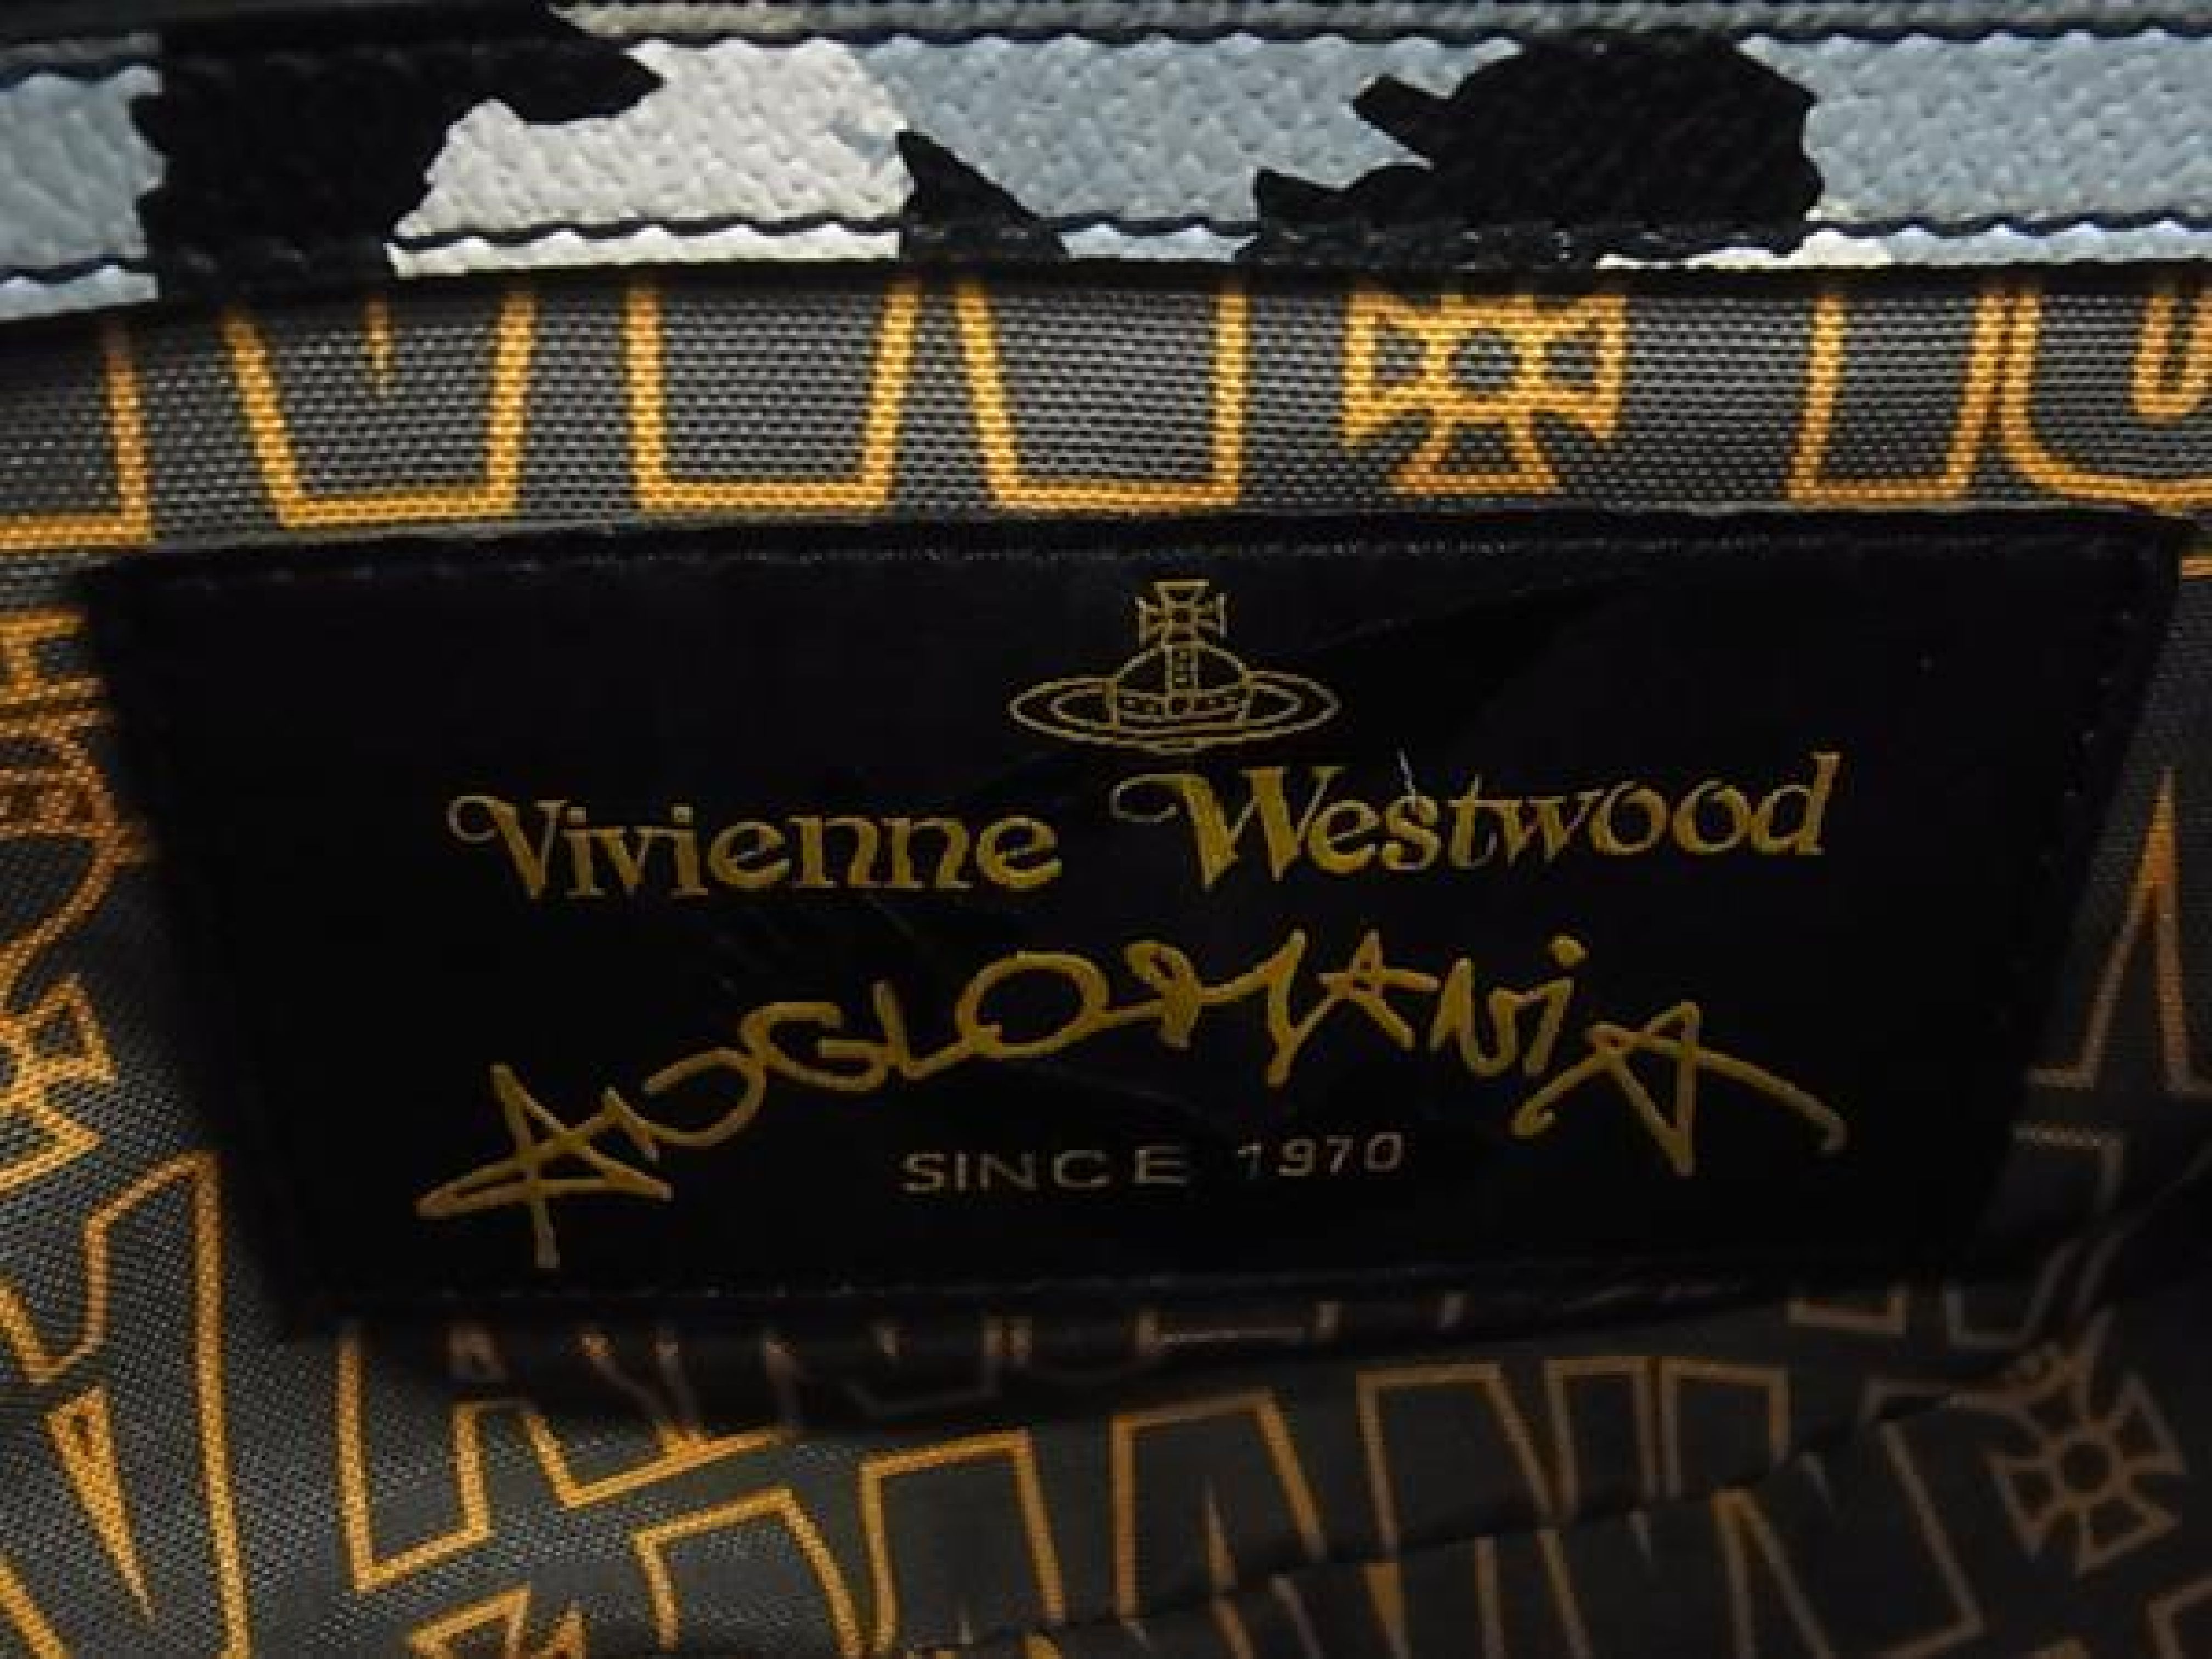 Vivienne Westwood
ANGLOMANiA
SINCE 1970